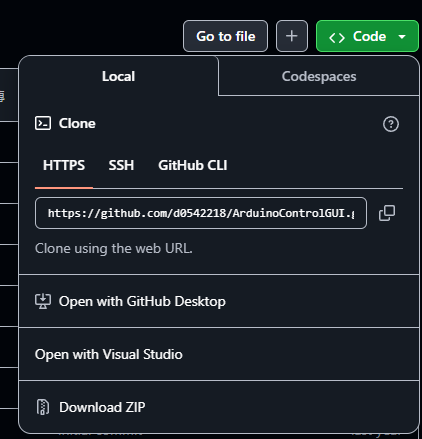 Go to file
+
<> Code
Local
Codespaces
Clone
HTTPS
SSH
GitHub CLI
https://github.com/d0542218/ArduinoControlGUI.g
Clone using the web URL.
Open with GitHub Desktop
Open with Visual Studio
Download ZIP